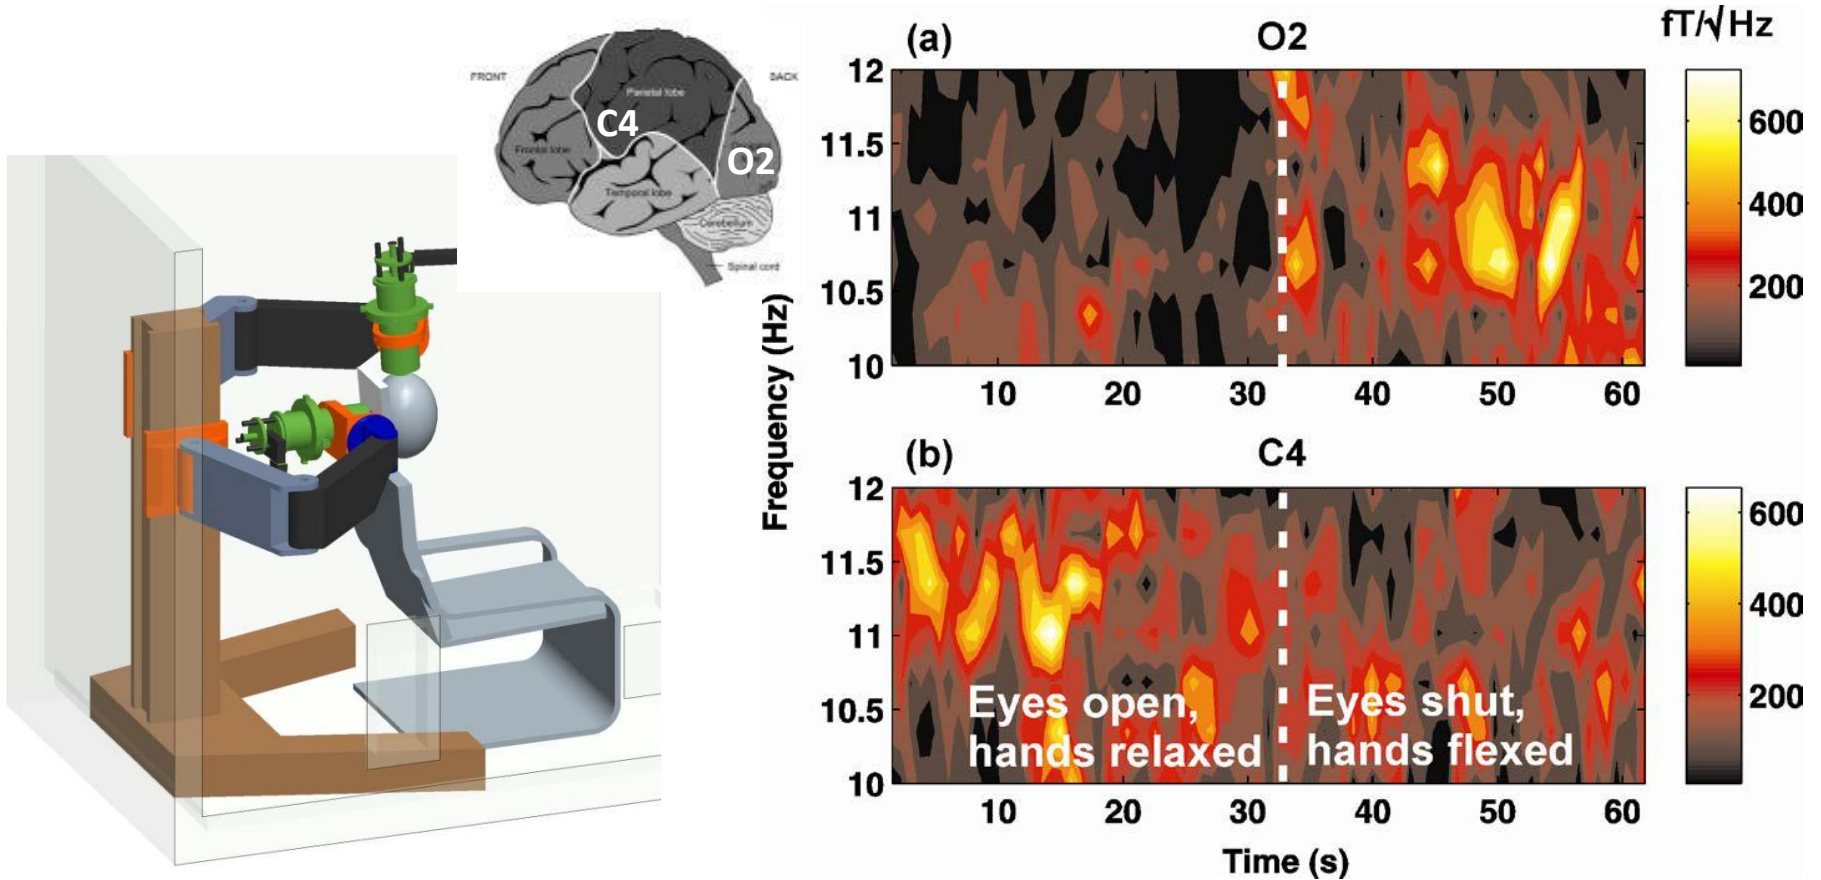 FRONT
BACK
Parietal lobe
C4
Frontal lobe
O2
Temporal lobe
Cerebellum
Spinal cord
(a)
O2
fT/√Hz
12
11.5
11
10.5
10
10 20 30 40 50 60
600
400
200
Frequency (Hz)
(b)
C4
12
11.5
11
10.5
10
Eyes open,
hands relaxed
Eyes shut,
hands flexed
10 20 30 40 50 60
600
400
200
Time (s)